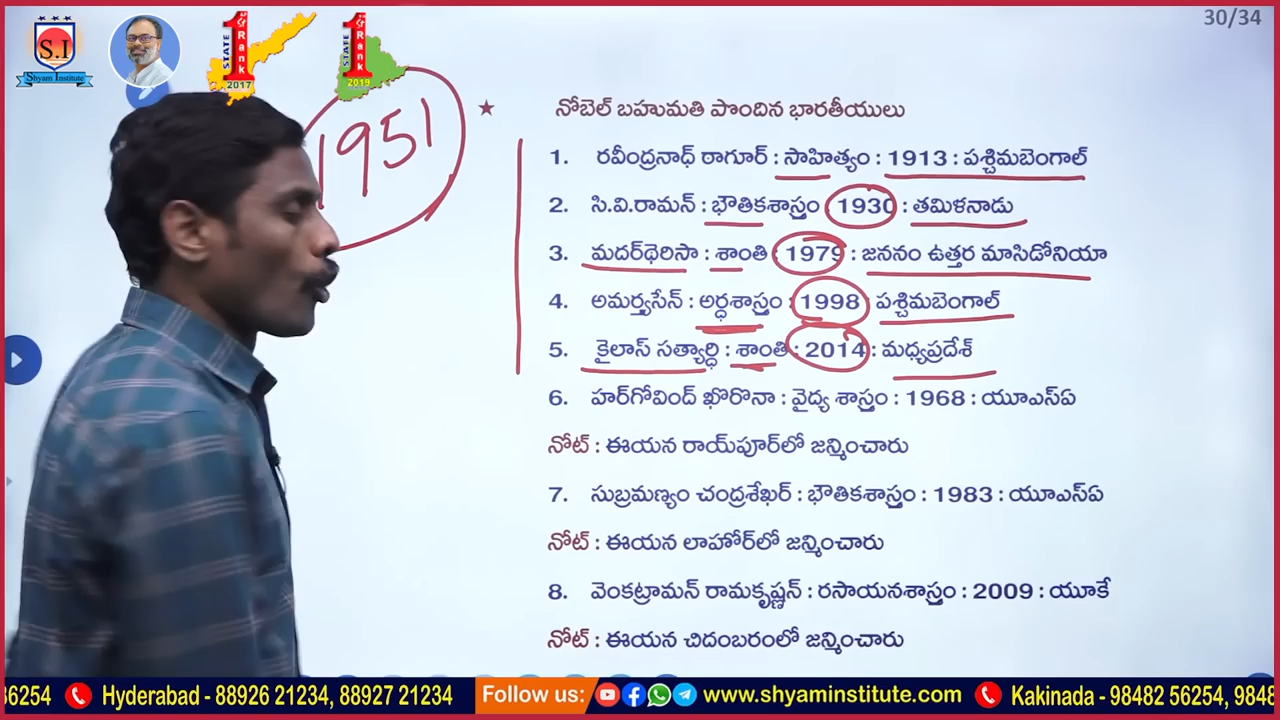 30/34
S.I
Shyam Institute
STATE 1 Rank 2017
STATE 1 Rank 2019
1951
★ నోబెల్ బహుమతి పొందిన భారతీయులు
1. రవీంద్రనాధ్ ఠాగూర్ : సాహిత్యం : 1913 : పశ్చిమబెంగాల్
2. సి.వి.రామన్ : భౌతికశాస్త్రం : 1930 : తమిళనాడు
3. మదర్‌థెరిసా : శాంతి : 1979 : జననం ఉత్తర మాసిడోనియా
4. అమర్త్యసేన్ : అర్థశాస్త్రం : 1998 పశ్చిమబెంగాల్
5. కైలాస్ సత్యార్థి : శాంతి : 2014 : మధ్యప్రదేశ్
6. హర్‌గోవింద్ ఖొరొనా : వైద్య శాస్త్రం : 1968 : యూఎస్ఏ
నోట్ : ఈయన రాయ్‌పూర్‌లో జన్మించారు
7. సుబ్రమణ్యం చంద్రశేఖర్ : భౌతికశాస్త్రం : 1983 : యూఎస్ఏ
నోట్ : ఈయన లాహోర్‌లో జన్మించారు
8. వెంకట్రామన్ రామకృష్ణన్ : రసాయనశాస్త్రం : 2009 : యూకే
నోట్ : ఈయన చిదంబరంలో జన్మించారు
36254 Hyderabad - 88926 21234, 88927 21234 Follow us: www.shyaminstitute.com Kakinada - 98482 56254, 9848